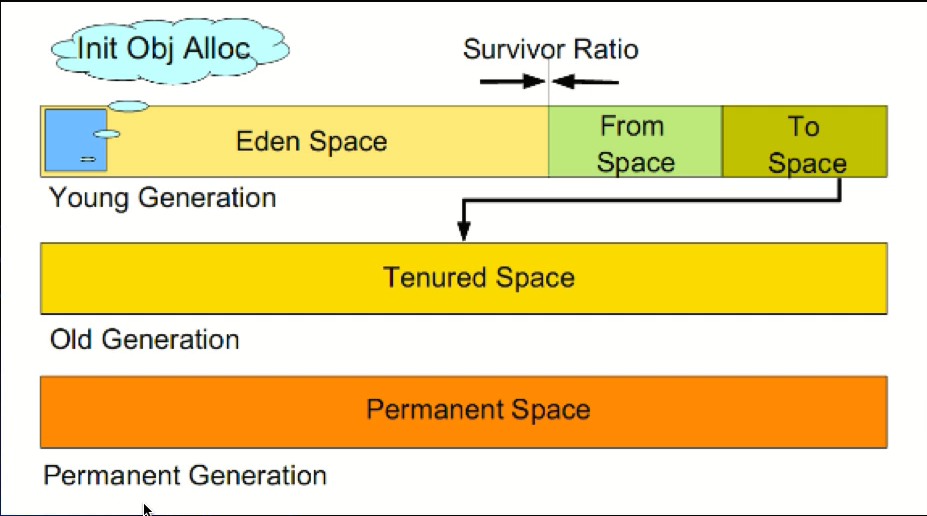 Init Obj Alloc
Survivor Ratio
Eden Space
From
Space
To
Space
Young Generation
Tenured Space
Old Generation
Permanent Space
Permanent Generation